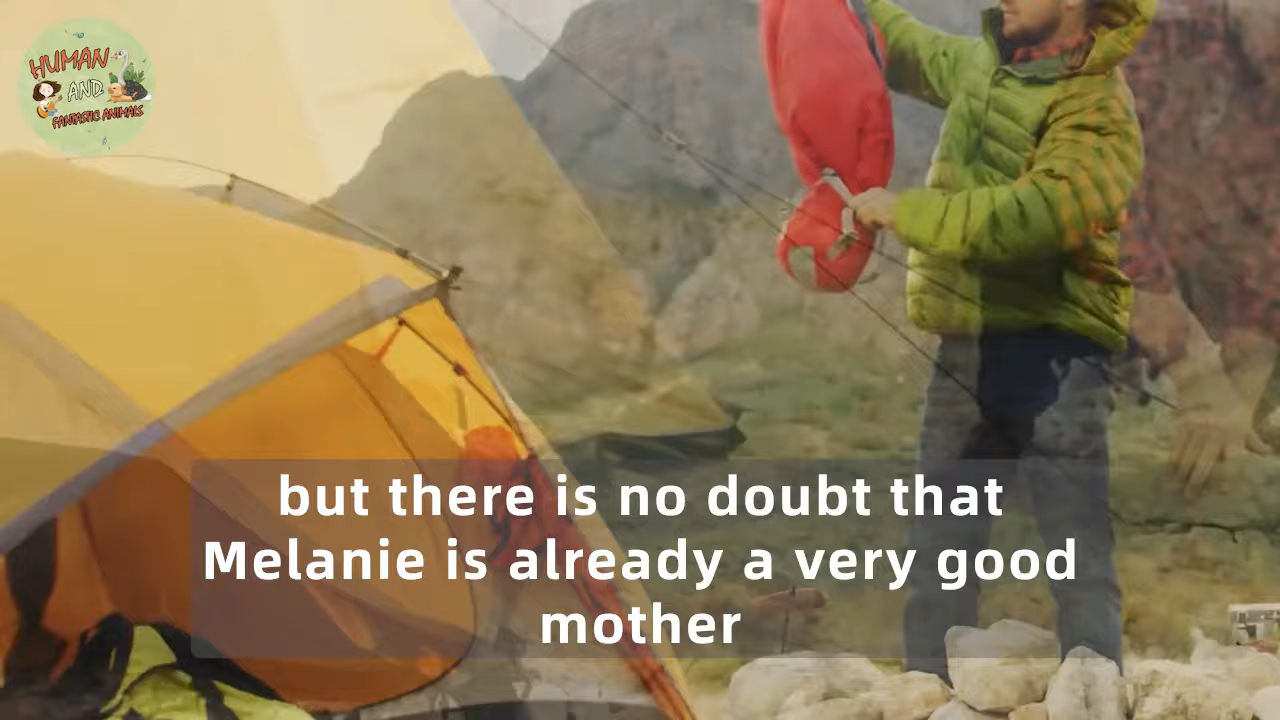 HUMAN
AND
FANTASTIC ANIMALS
but there is no doubt that
Melanie is already a very good
mother